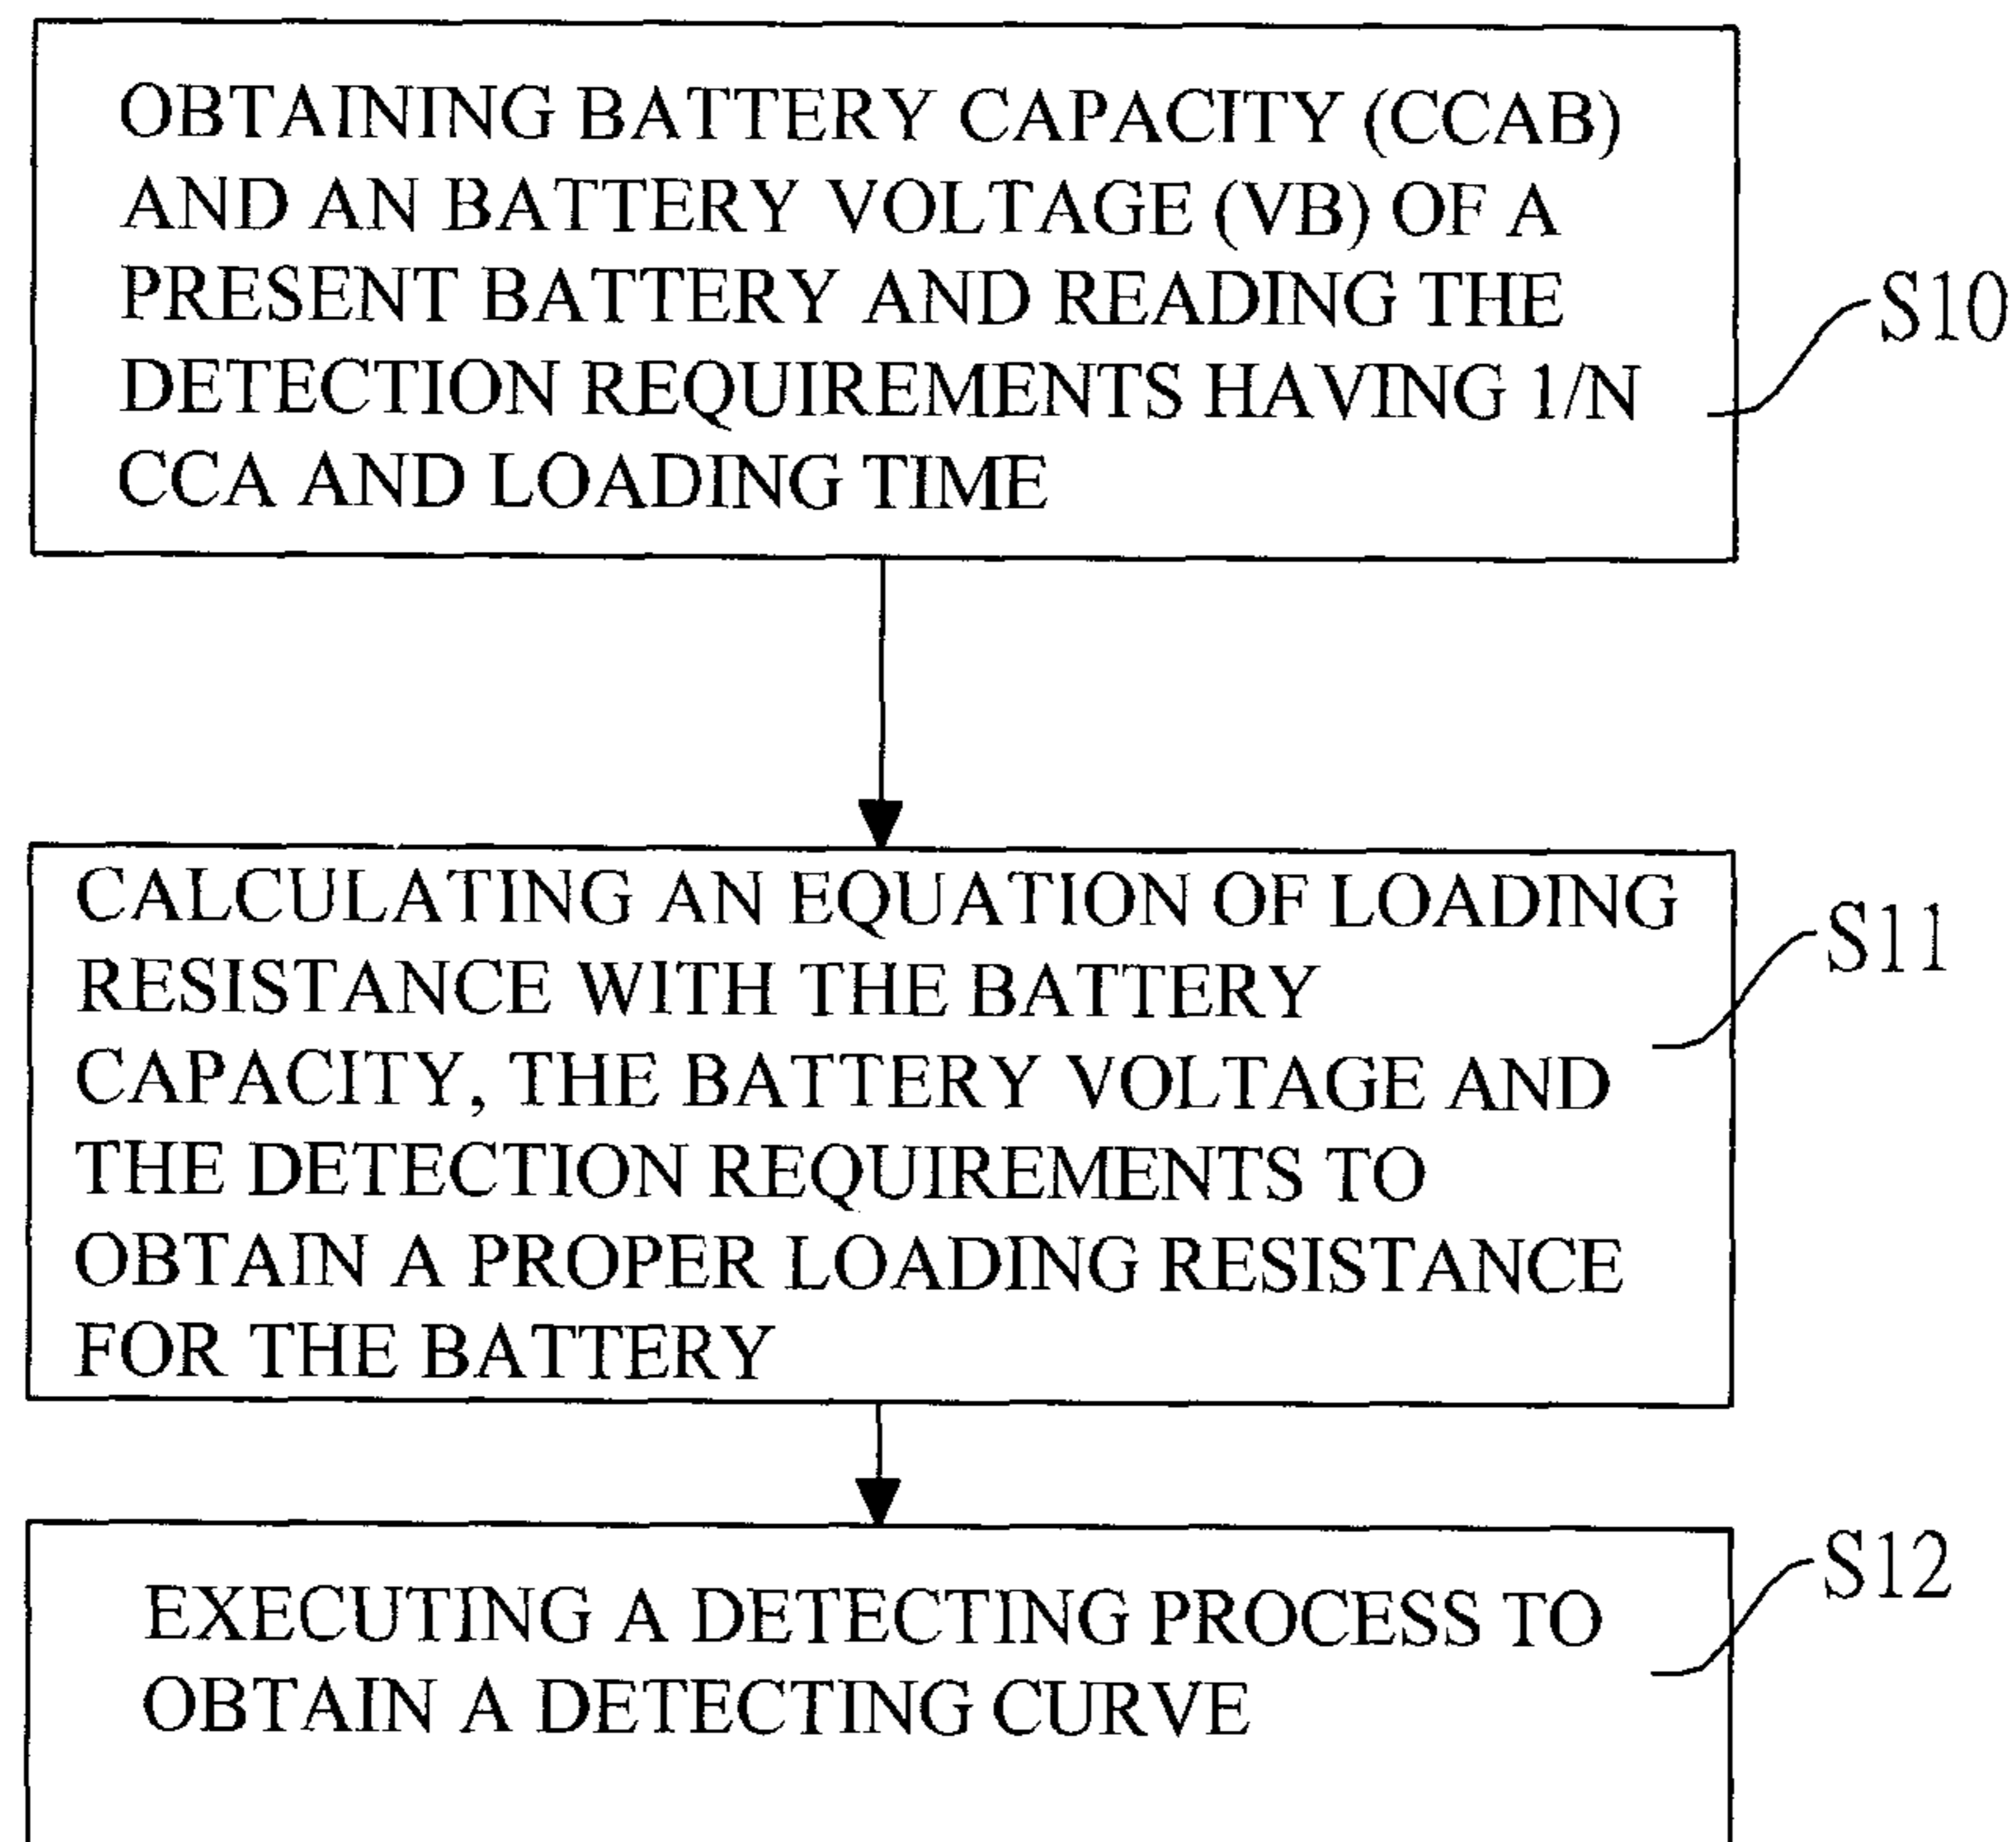 OBTAINING BATTERY CAPACITY (CCAB)
AND AN BATTERY VOLTAGE (VB) OF A
PRESENT BATTERY AND READING THE
DETECTION REQUIREMENTS HAVING 1/N
CCA AND LOADING TIME
S10
CALCULATING AN EQUATION OF LOADING
RESISTANCE WITH THE BATTERY
CAPACITY, THE BATTERY VOLTAGE AND
THE DETECTION REQUIREMENTS TO
OBTAIN A PROPER LOADING RESISTANCE
FOR THE BATTERY
S11
EXECUTING A DETECTING PROCESS TO
OBTAIN A DETECTING CURVE
S12